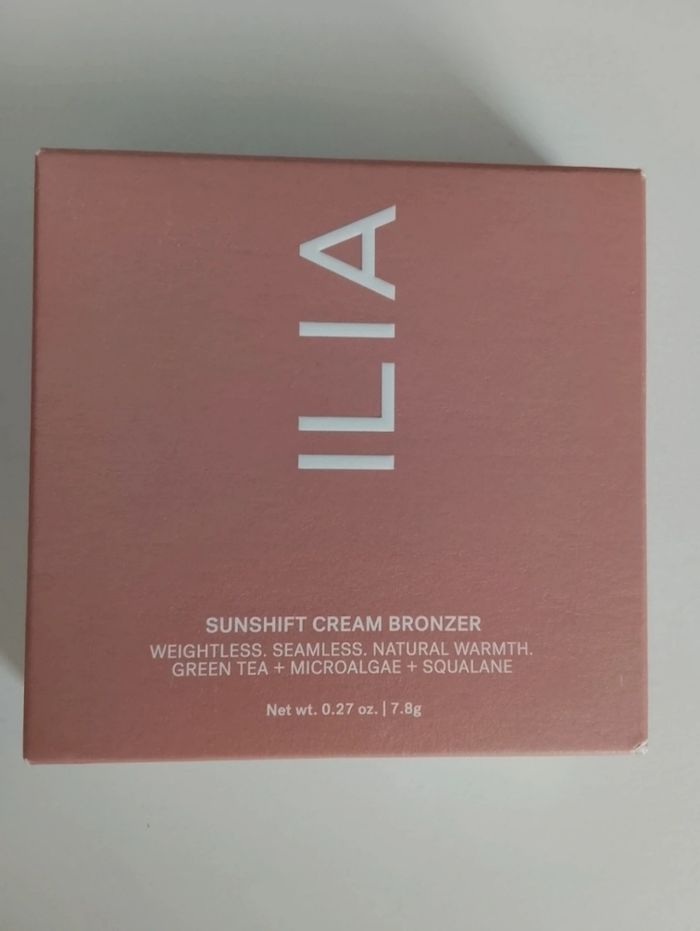 ILIA
SUNSHIFT CREAM BRONZER
WEIGHTLESS. SEAMLESS. NATURAL WARMTH.
GREEN TEA + MICROALGAE + SQUALANE
Net wt. 0.27 oz. | 7.8g